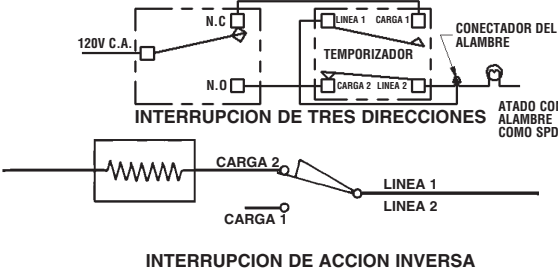 N.C
LINEA 1
CARGA 1
CONECTADOR DEL
ALAMBRE
120V C.A.
TEMPORIZADOR
N.O
CARGA 2
LINEA 2
INTERRUPCION DE TRES DIRECCIONES
ATADO CON
ALAMBRE
COMO SPD
CARGA 2
LINEA 1
LINEA 2
CARGA 1
INTERRUPCION DE ACCION INVERSA